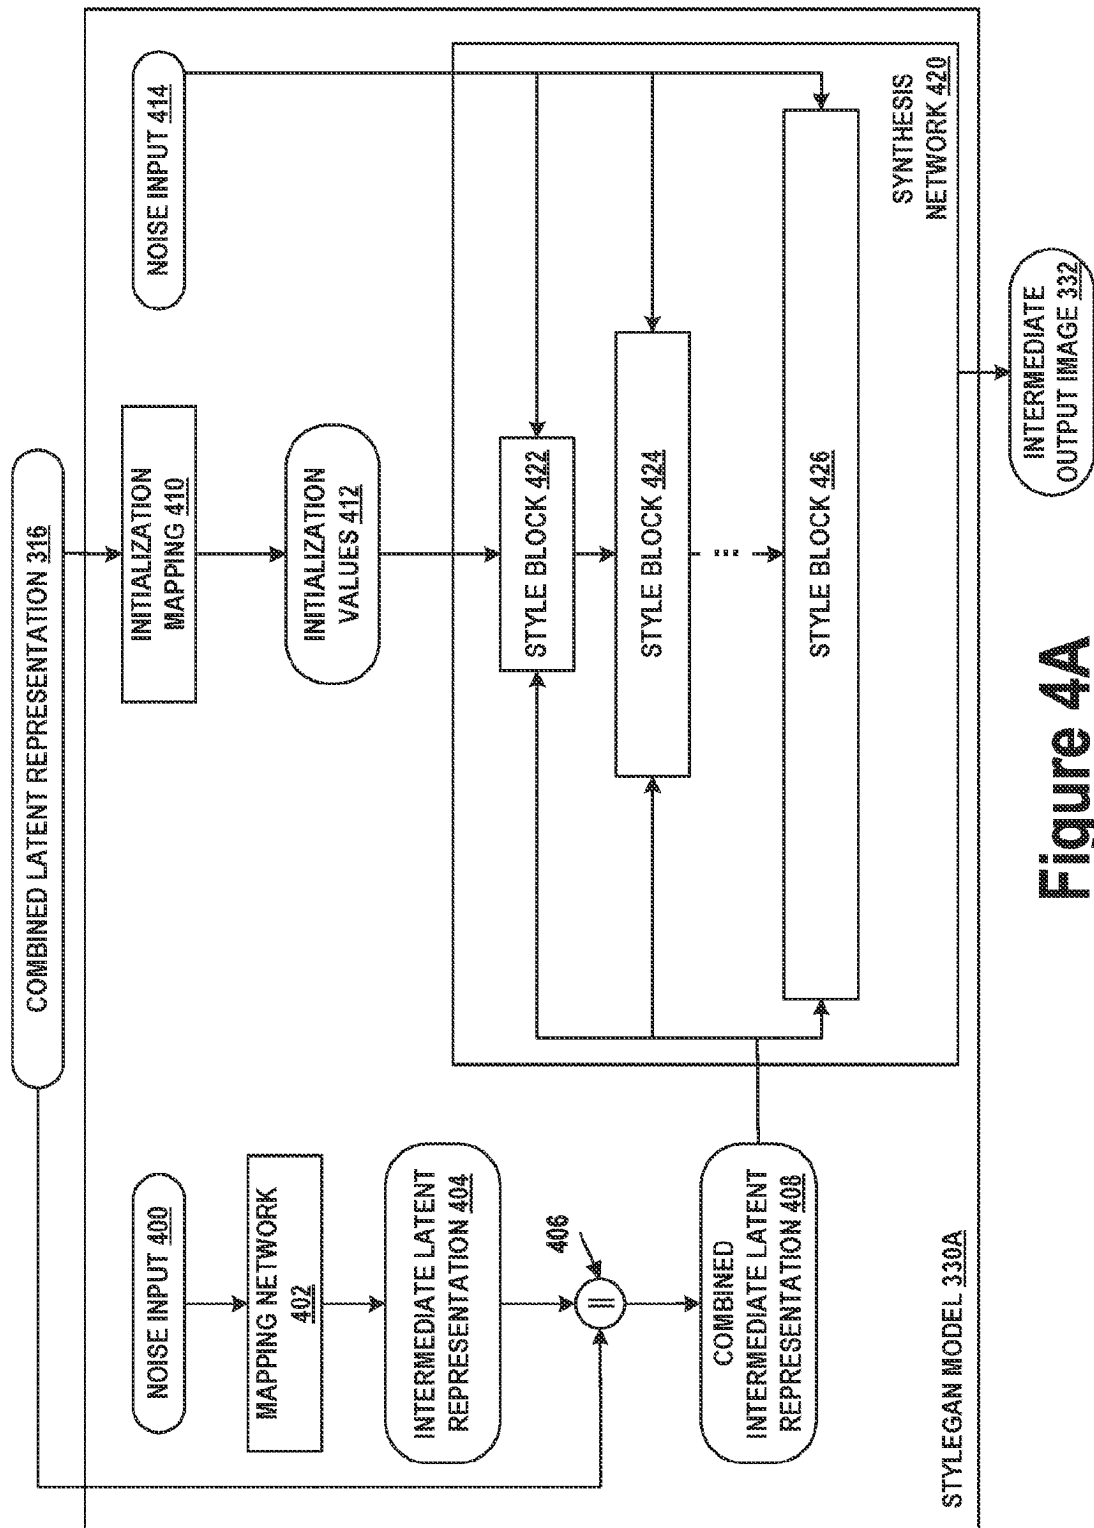 COMBINED LATENT REPRESENTATION 316
NOISE INPUT 400
MAPPING NETWORK
402
INTERMEDIATE LATENT
REPRESENTATION 404
406
||
COMBINED
INTERMEDIATE LATENT
REPRESENTATION 408
INITIALIZATION
MAPPING 410
INITIALIZATION
VALUES 412
NOISE INPUT 414
STYLE BLOCK 422
STYLE BLOCK 424
...
STYLE BLOCK 426
SYNTHESIS
NETWORK 420
STYLEGAN MODEL 330A
INTERMEDIATE
OUTPUT IMAGE 332
Figure 4A